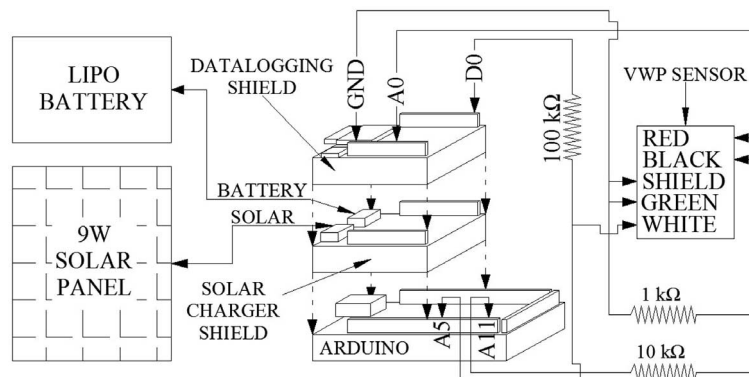 LIPO
BATTERY
DATALOGGING
SHIELD
GND
A0
D0
100 kΩ
VWP SENSOR
RED
BLACK
SHIELD
GREEN
WHITE
BATTERY
SOLAR
9W
SOLAR
PANEL
SOLAR
CHARGER
SHIELD
ARDUINO
A5
A11
1 kΩ
10 kΩ